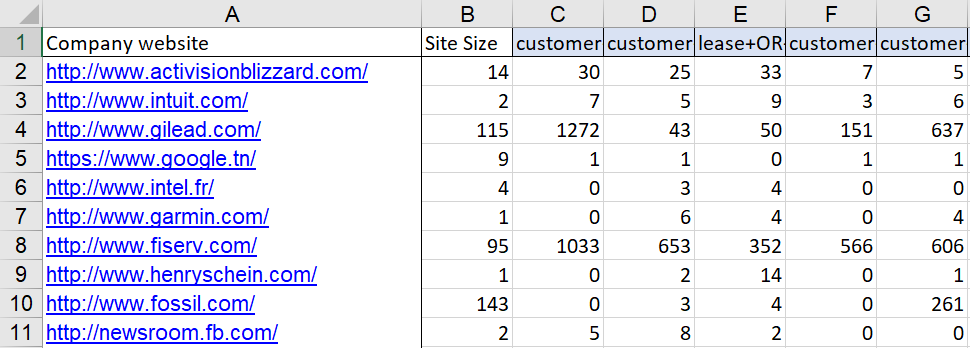 A B C D E F G
1 Company website Site Size customer customer lease+OR- customer customer
2 http://www.activisionblizzard.com/ 14 30 25 33 7 5
3 http://www.intuit.com/ 2 7 5 9 3 6
4 http://www.gilead.com/ 115 1272 43 50 151 637
5 https://www.google.tn/ 9 1 1 0 1 1
6 http://www.intel.fr/ 4 0 3 4 0 0
7 http://www.garmin.com/ 1 0 6 4 0 4
8 http://www.fiserv.com/ 95 1033 653 352 566 606
9 http://www.henryschein.com/ 1 0 2 14 0 1
10 http://www.fossil.com/ 143 0 3 4 0 261
11 http://newsroom.fb.com/ 2 5 8 2 0 0